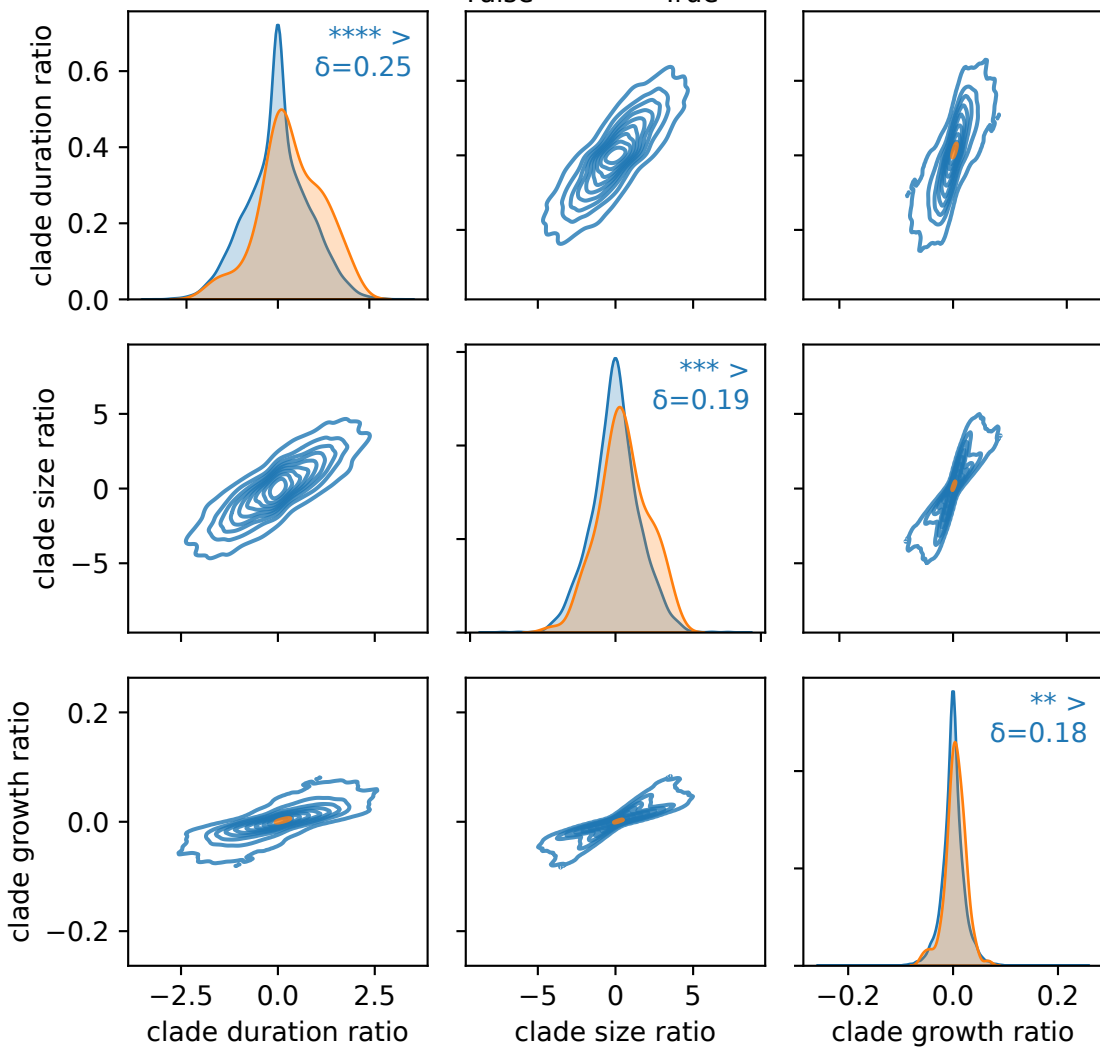 False True
clade duration ratio
0.6
0.4
0.2
0.0
**** >
δ=0.25
clade size ratio
5
0
−5
*** >
δ=0.19
clade growth ratio
0.2
0.0
−0.2
** >
δ=0.18
−2.5 0.0 2.5
−5 0 5
−0.2 0.0 0.2
clade duration ratio
clade size ratio
clade growth ratio